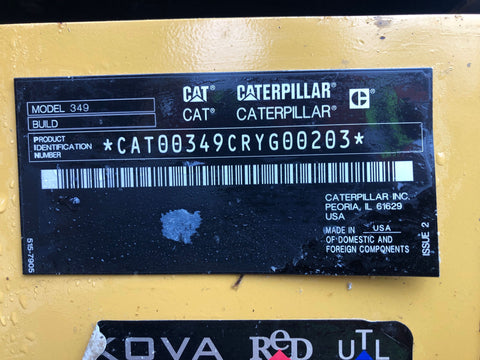 CAT® CATERPILLAR®
MODEL 349 CAT® CATERPILLAR® C
BUILD
PRODUCT IDENTIFICATION NUMBER *CAT00349CRYG00203*
CATERPILLAR INC.
PEORIA, IL 61629
USA
MADE IN USA
OF DOMESTIC AND
FOREIGN COMPONENTS
ISSUE 2
515-7905
KOVA ReD UTL